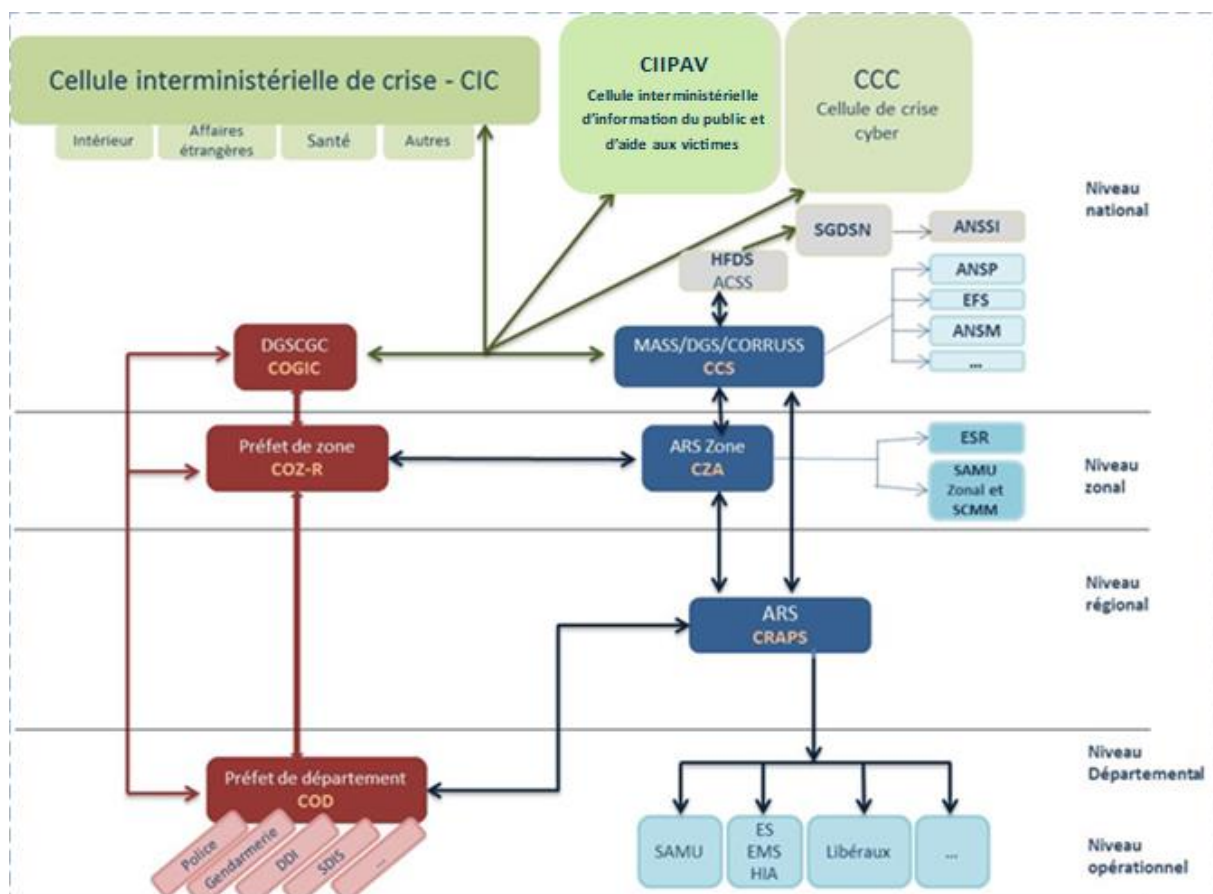 Cellule interministérielle de crise - CIC
Intérieur
Affaires
étrangères
Santé
Autres
CIIPAV
Cellule interministérielle
d'information du public et
d'aide aux victimes
CCC
Cellule de crise
cyber
Niveau
national
SGDSN
ANSSI
HFDS
ACSS
ANSP
EFS
ANSM
...
DGSCGC
COGIC
MASS/DGS/CORRUSS
CCS
Préfet de zone
COZ-R
ARS Zone
CZA
ESR
SAMU
Zonal et
SCMM
Niveau
zonal
Niveau
régional
ARS
CRAPS
Niveau
Départemental
Préfet de département
COD
Police
Gendarmerie
DDI
SDIS
...
SAMU
ES
EMS
HIA
Libéraux
...
Niveau
opérationnel